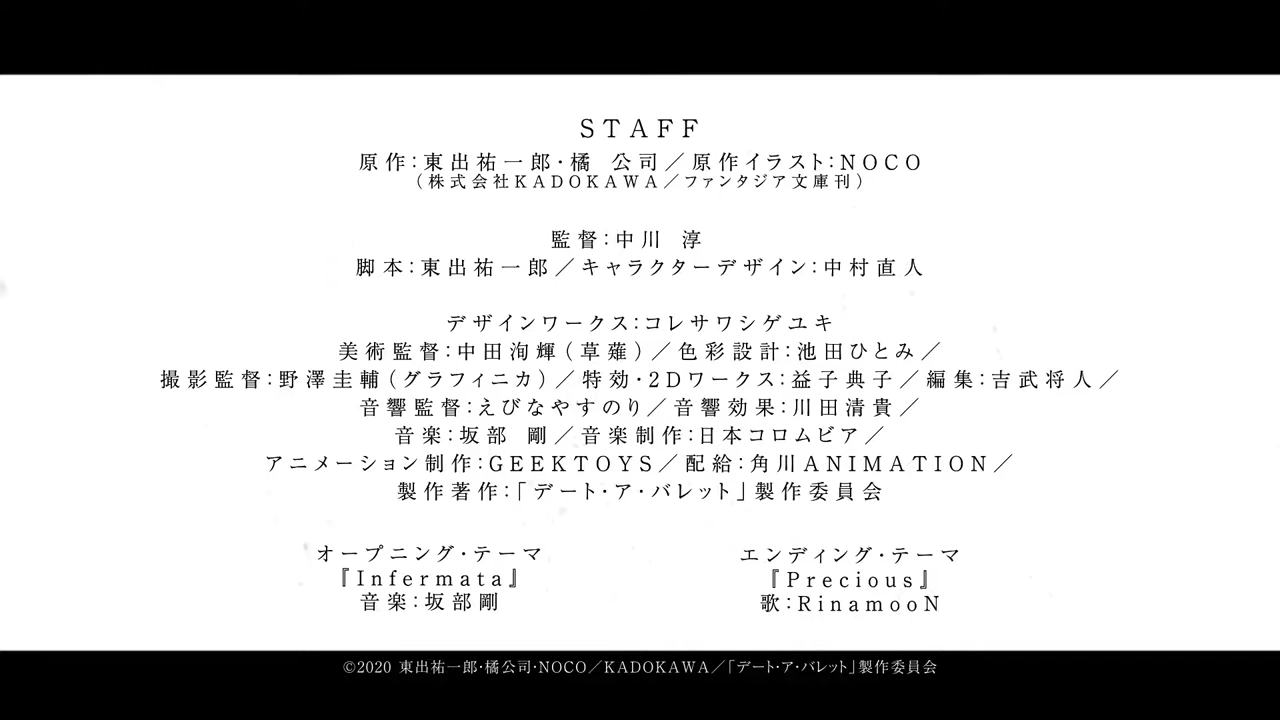 STAFF
原作:東出祐一郎・橘 公司／原作イラスト:NOCO
(株式会社KADOKAWA／ファンタジア文庫刊)
監督:中川 淳
脚本:東出祐一郎／キャラクターデザイン:中村直人
デザインワークス:コレサワシゲユキ
美術監督:中田洵輝(草薙)／色彩設計:池田ひとみ／
撮影監督:野澤圭輔(グラフィニカ)／特効・2Dワークス:益子典子／編集:吉武将人／
音響監督:えびなやすのり／音響効果:川田清貴／
音楽:坂部 剛／音楽制作:日本コロムビア／
アニメーション制作:GEEKTOYS／配給:角川ANIMATION／
製作著作:「デート・ア・バレット」製作委員会
オープニング・テーマ
『Infermata』
音楽:坂部剛
エンディング・テーマ
『Precious』
歌:RinamooN
©2020 東出祐一郎・橘公司・NOCO／KADOKAWA／「デート・ア・バレット」製作委員会